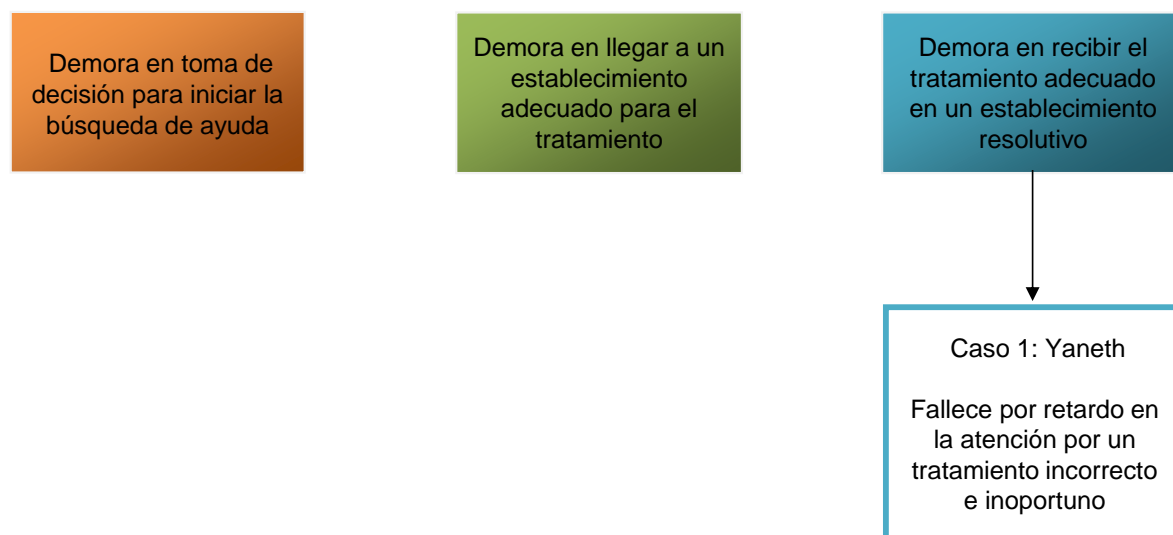 Demora en toma de
decisión para iniciar la
búsqueda de ayuda
Demora en llegar a un
establecimiento
adecuado para el
tratamiento
Demora en recibir el
tratamiento adecuado
en un establecimiento
resolutivo
Caso 1: Yaneth
Fallece por retardo en
la atención por un
tratamiento incorrecto
e inoportuno